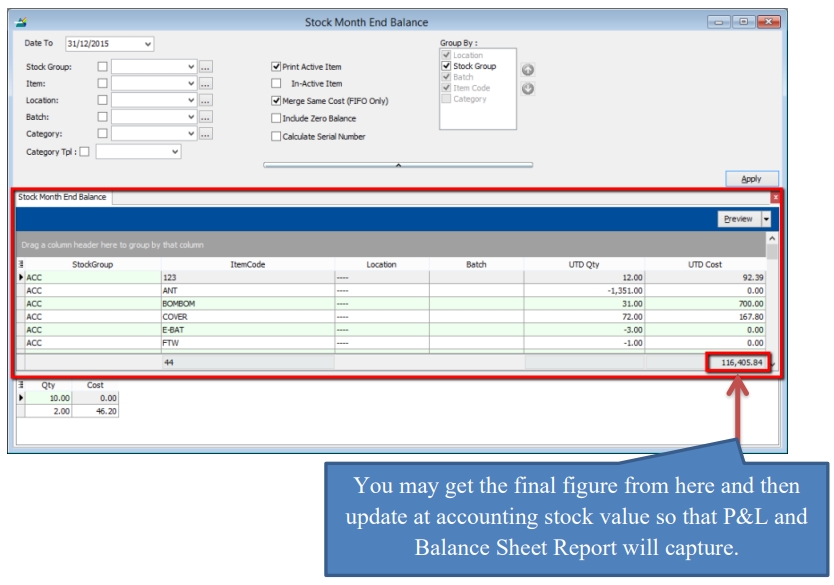 Stock Month End Balance
Date To 31/12/2015
Group By :
Location
Stock Group
Batch
Item Code
Category
Stock Group: ...
Item: ...
Location: ...
Batch: ...
Category: ...
Category Tpl :
Print Active Item
In-Active Item
Merge Same Cost (FIFO Only)
Include Zero Balance
Calculate Serial Number
Apply
Stock Month End Balance
Preview
Drag a column header here to group by that column
StockGroup ItemCode Location Batch UTD Qty UTD Cost
ACC 123 ---- 12.00 92.39
ACC ANT ---- -1,351.00 0.00
ACC BOMBOM ---- 31.00 700.00
ACC COVER ---- 72.00 167.80
ACC E-BAT ---- -3.00 0.00
ACC FTW ---- -1.00 0.00
44 116,405.84
Qty Cost
10.00 0.00
2.00 46.20
You may get the final figure from here and then
update at accounting stock value so that P&L and
Balance Sheet Report will capture.